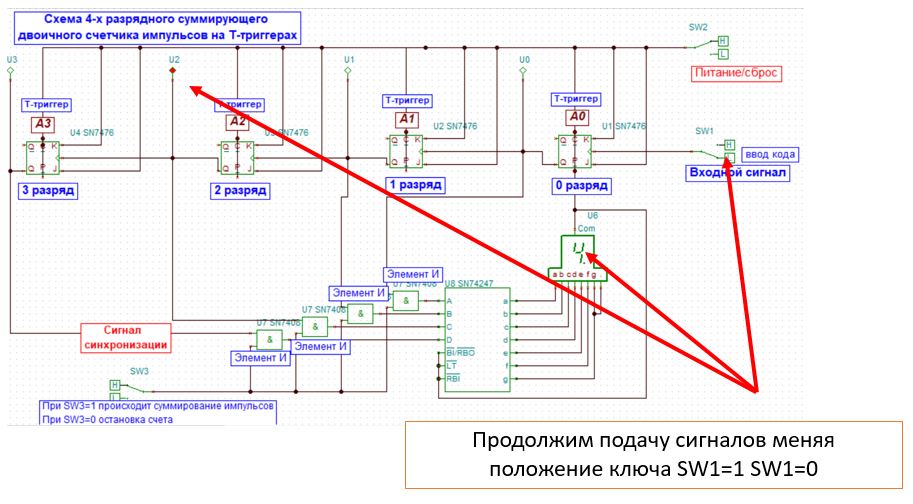 Схема 4-х разрядного суммирующего
двоичного счетчика импульсов на Т-триггерах
SW2
H
L
Питание/сброс
U3
U2
U1
U0
Т-триггер
Т-триггер
Т-триггер
Т-триггер
A3
A2
A1
A0
U4 SN7476
SN7476
U2 SN7476
U1 SN7476
SW1
H
ввод кода
Входной сигнал
3 разряд
2 разряд
1 разряд
0 разряд
U6
Com
a b c d e f g .
Элемент И
U8 SN74247
Элемент И
U7 SN7408
U7 SN7408
U7 SN7408
&
&
&
&
A
B
C
D
BI/RBO
LT
RBI
a
b
c
d
e
f
g
Сигнал
синхронизации
Элемент И
Элемент И
SW3
H
L
При SW3=1 происходит суммирование импульсов
При SW3=0 остановка счета
Продолжим подачу сигналов меняя
положение ключа SW1=1 SW1=0